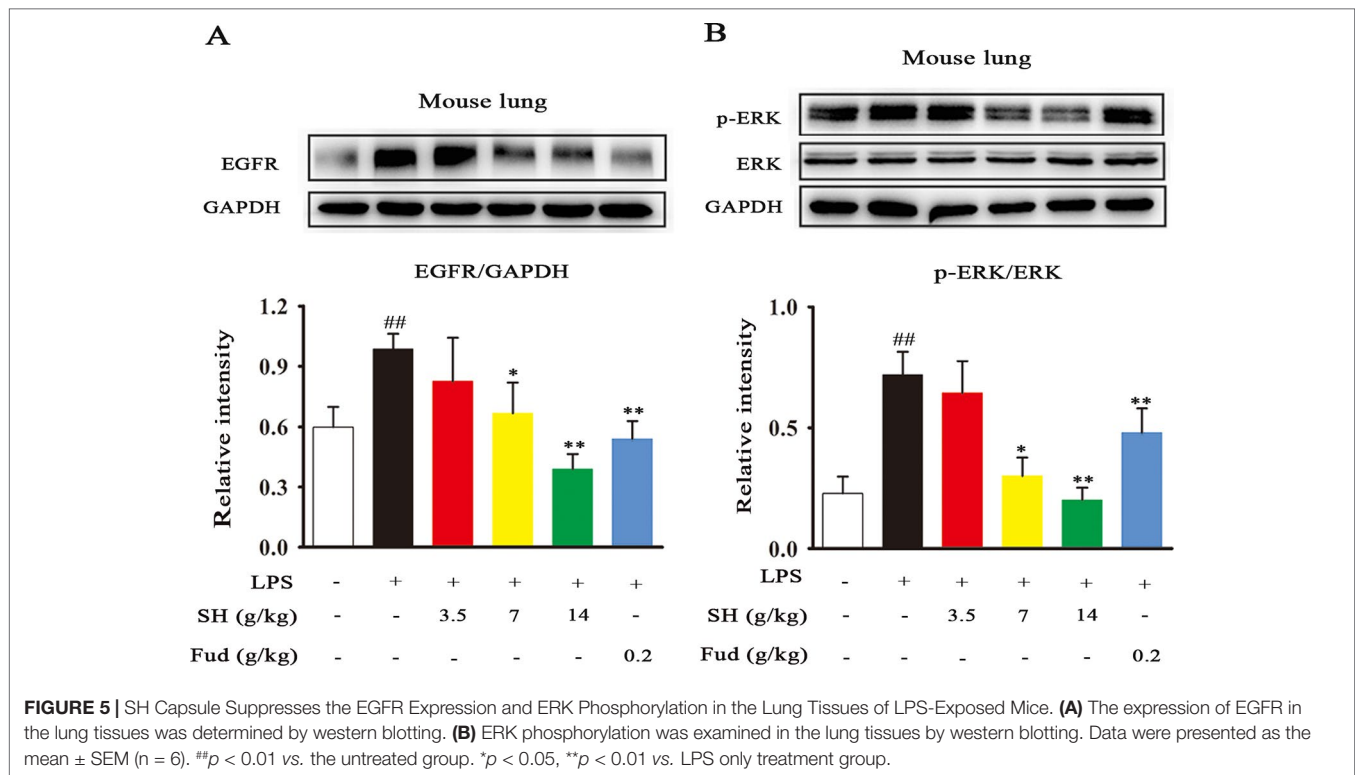 A
Mouse lung
EGFR
GAPDH
EGFR/GAPDH
Relative intensity
1.2
0.9
0.6
0.3
0.0
##
*
**
**
LPS - + + + + +
SH (g/kg) - - 3.5 7 14 -
Fud (g/kg) - - - - - 0.2
B
Mouse lung
p-ERK
ERK
GAPDH
p-ERK/ERK
Relative intensity
1.0
0.5
0.0
##
*
**
**
LPS - + + + + +
SH (g/kg) - - 3.5 7 14 -
Fud (g/kg) - - - - - 0.2
FIGURE 5 | SH Capsule Suppresses the EGFR Expression and ERK Phosphorylation in the Lung Tissues of LPS-Exposed Mice. (A) The expression of EGFR in
the lung tissues was determined by western blotting. (B) ERK phosphorylation was examined in the lung tissues by western blotting. Data were presented as the
mean ± SEM (n = 6). ##p < 0.01 vs. the untreated group. *p < 0.05, **p < 0.01 vs. LPS only treatment group.